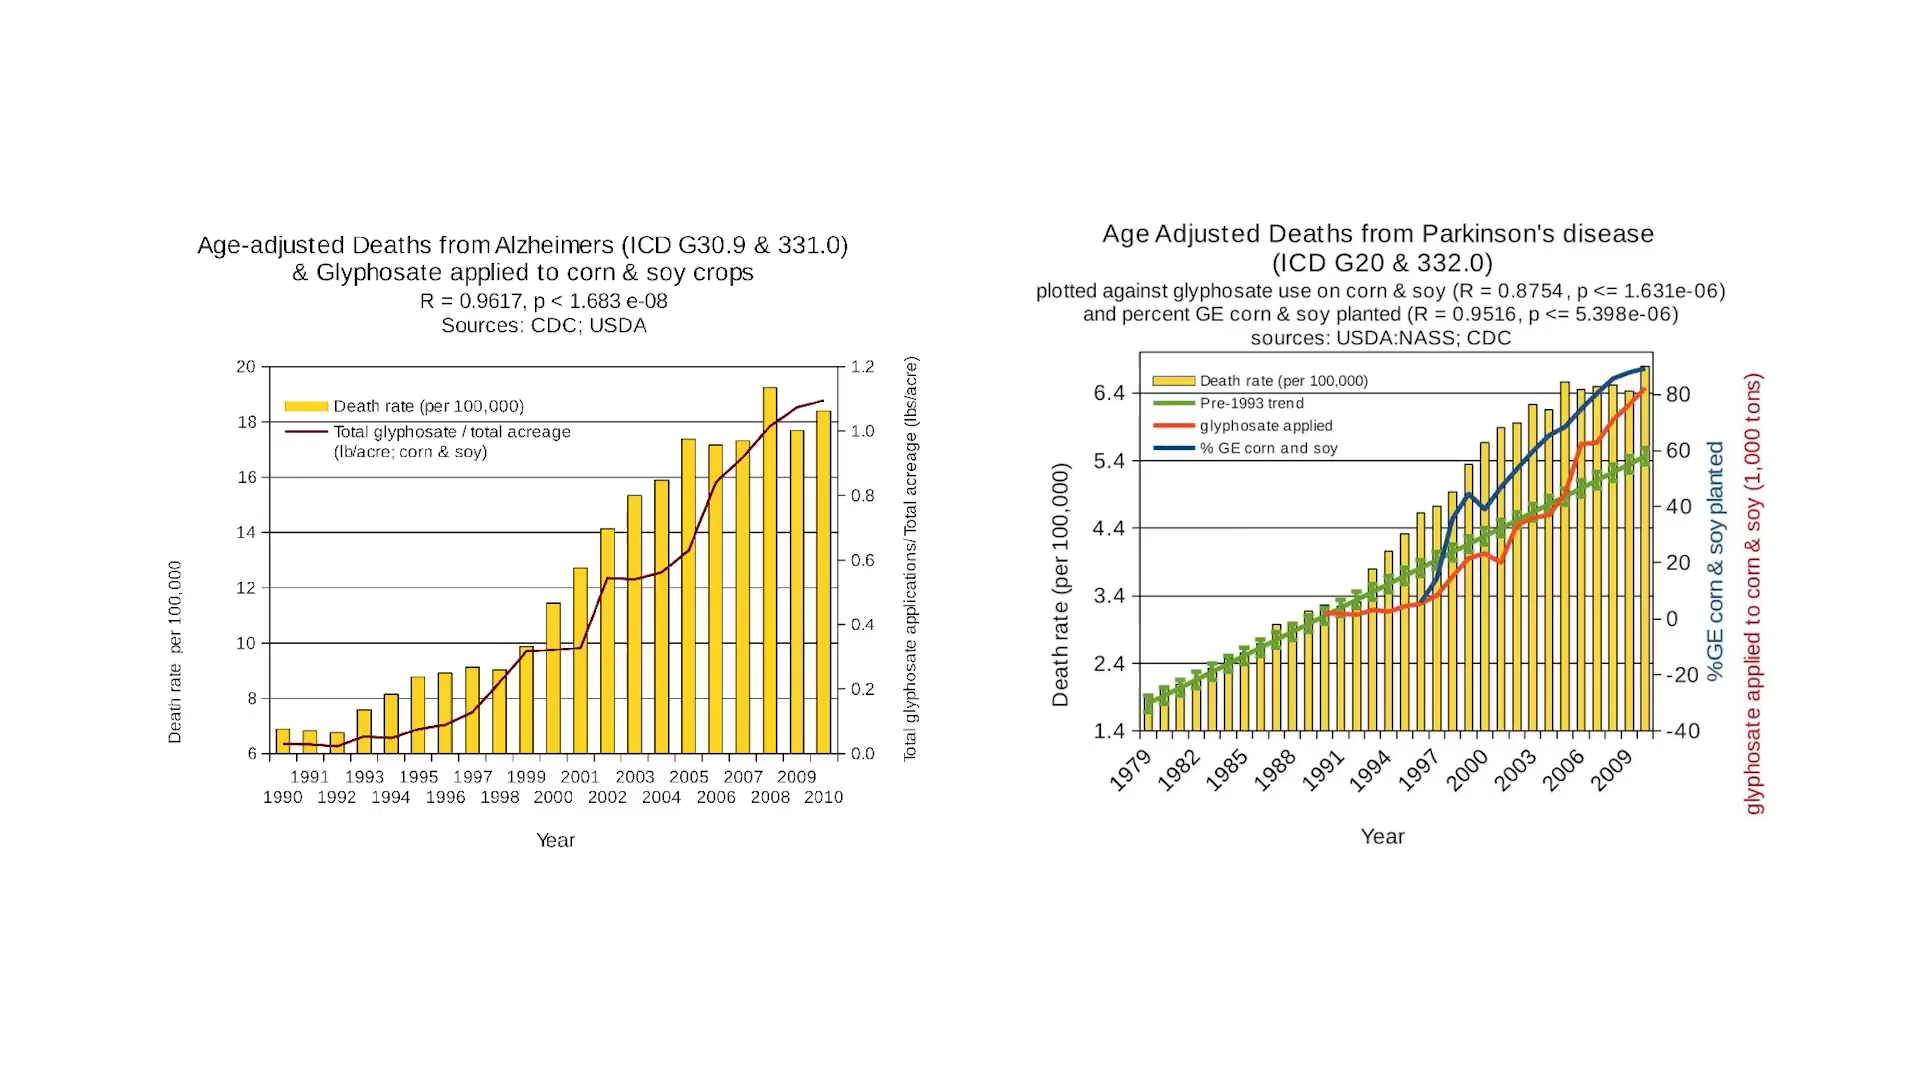 Age-adjusted Deaths from Alzheimers (ICD G30.9 & 331.0)
& Glyphosate applied to corn & soy crops
R = 0.9617, p < 1.683 e-08
Sources: CDC; USDA
Death rate (per 100,000)
Total glyphosate / total acreage
(lb/acre; corn & soy)
Death rate per 100,000
20
18
16
14
12
10
8
6
1.2
1.0
0.8
0.6
0.4
0.2
0.0
Total glyphosate applications/Total acreage (lbs/acre)
1991 1993 1995 1997 1999 2001 2003 2005 2007 2009
1990 1992 1994 1996 1998 2000 2002 2004 2006 2008 2010
Year
Age Adjusted Deaths from Parkinson's disease
(ICD G20 & 332.0)
plotted against glyphosate use on corn & soy (R = 0.8754, p <= 1.631e-06)
and percent GE corn & soy planted (R = 0.9516, p <= 5.398e-06)
sources: USDA:NASS; CDC
Death rate (per 100,000)
Pre-1993 trend
glyphosate applied
% GE corn and soy
Death rate (per 100,000)
6.4
5.4
4.4
3.4
2.4
1.4
80
60
40
20
0
-20
-40
%GE corn & soy planted
glyphosate applied to corn & soy (1,000 tons)
1979 1982 1985 1988 1991 1994 1997 2000 2003 2006 2009
Year